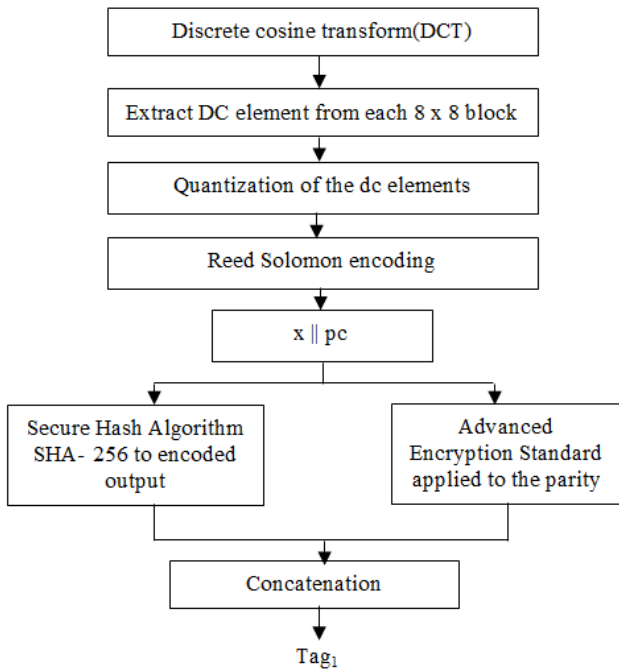 Discrete cosine transform(DCT)
Extract DC element from each 8 x 8 block
Quantization of the dc elements
Reed Solomon encoding
x || pc
Secure Hash Algorithm
SHA- 256 to encoded
output
Advanced
Encryption Standard
applied to the parity
Concatenation
Tag₁